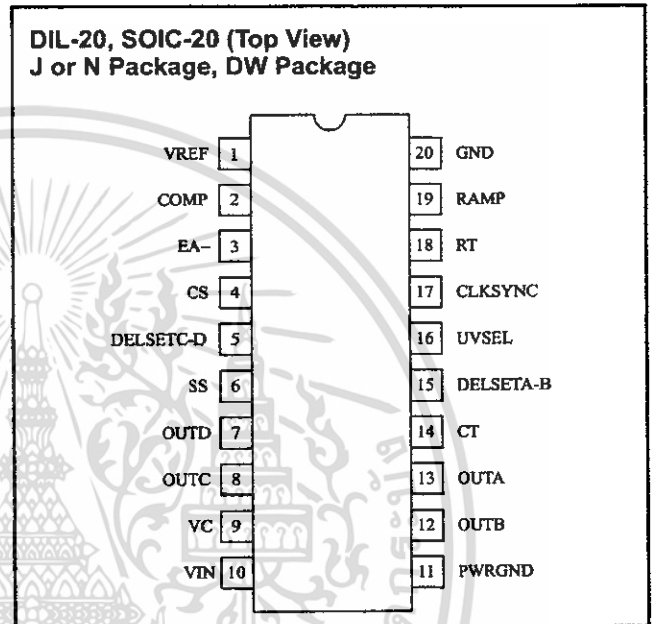 DIL-20, SOIC-20 (Top View)
J or N Package, DW Package
VREF 1
COMP 2
EA– 3
CS 4
DELSETC-D 5
SS 6
OUTD 7
OUTC 8
VC 9
VIN 10
20 GND
19 RAMP
18 RT
17 CLKSYNC
16 UVSEL
15 DELSETA-B
14 CT
13 OUTA
12 OUTB
11 PWRGND